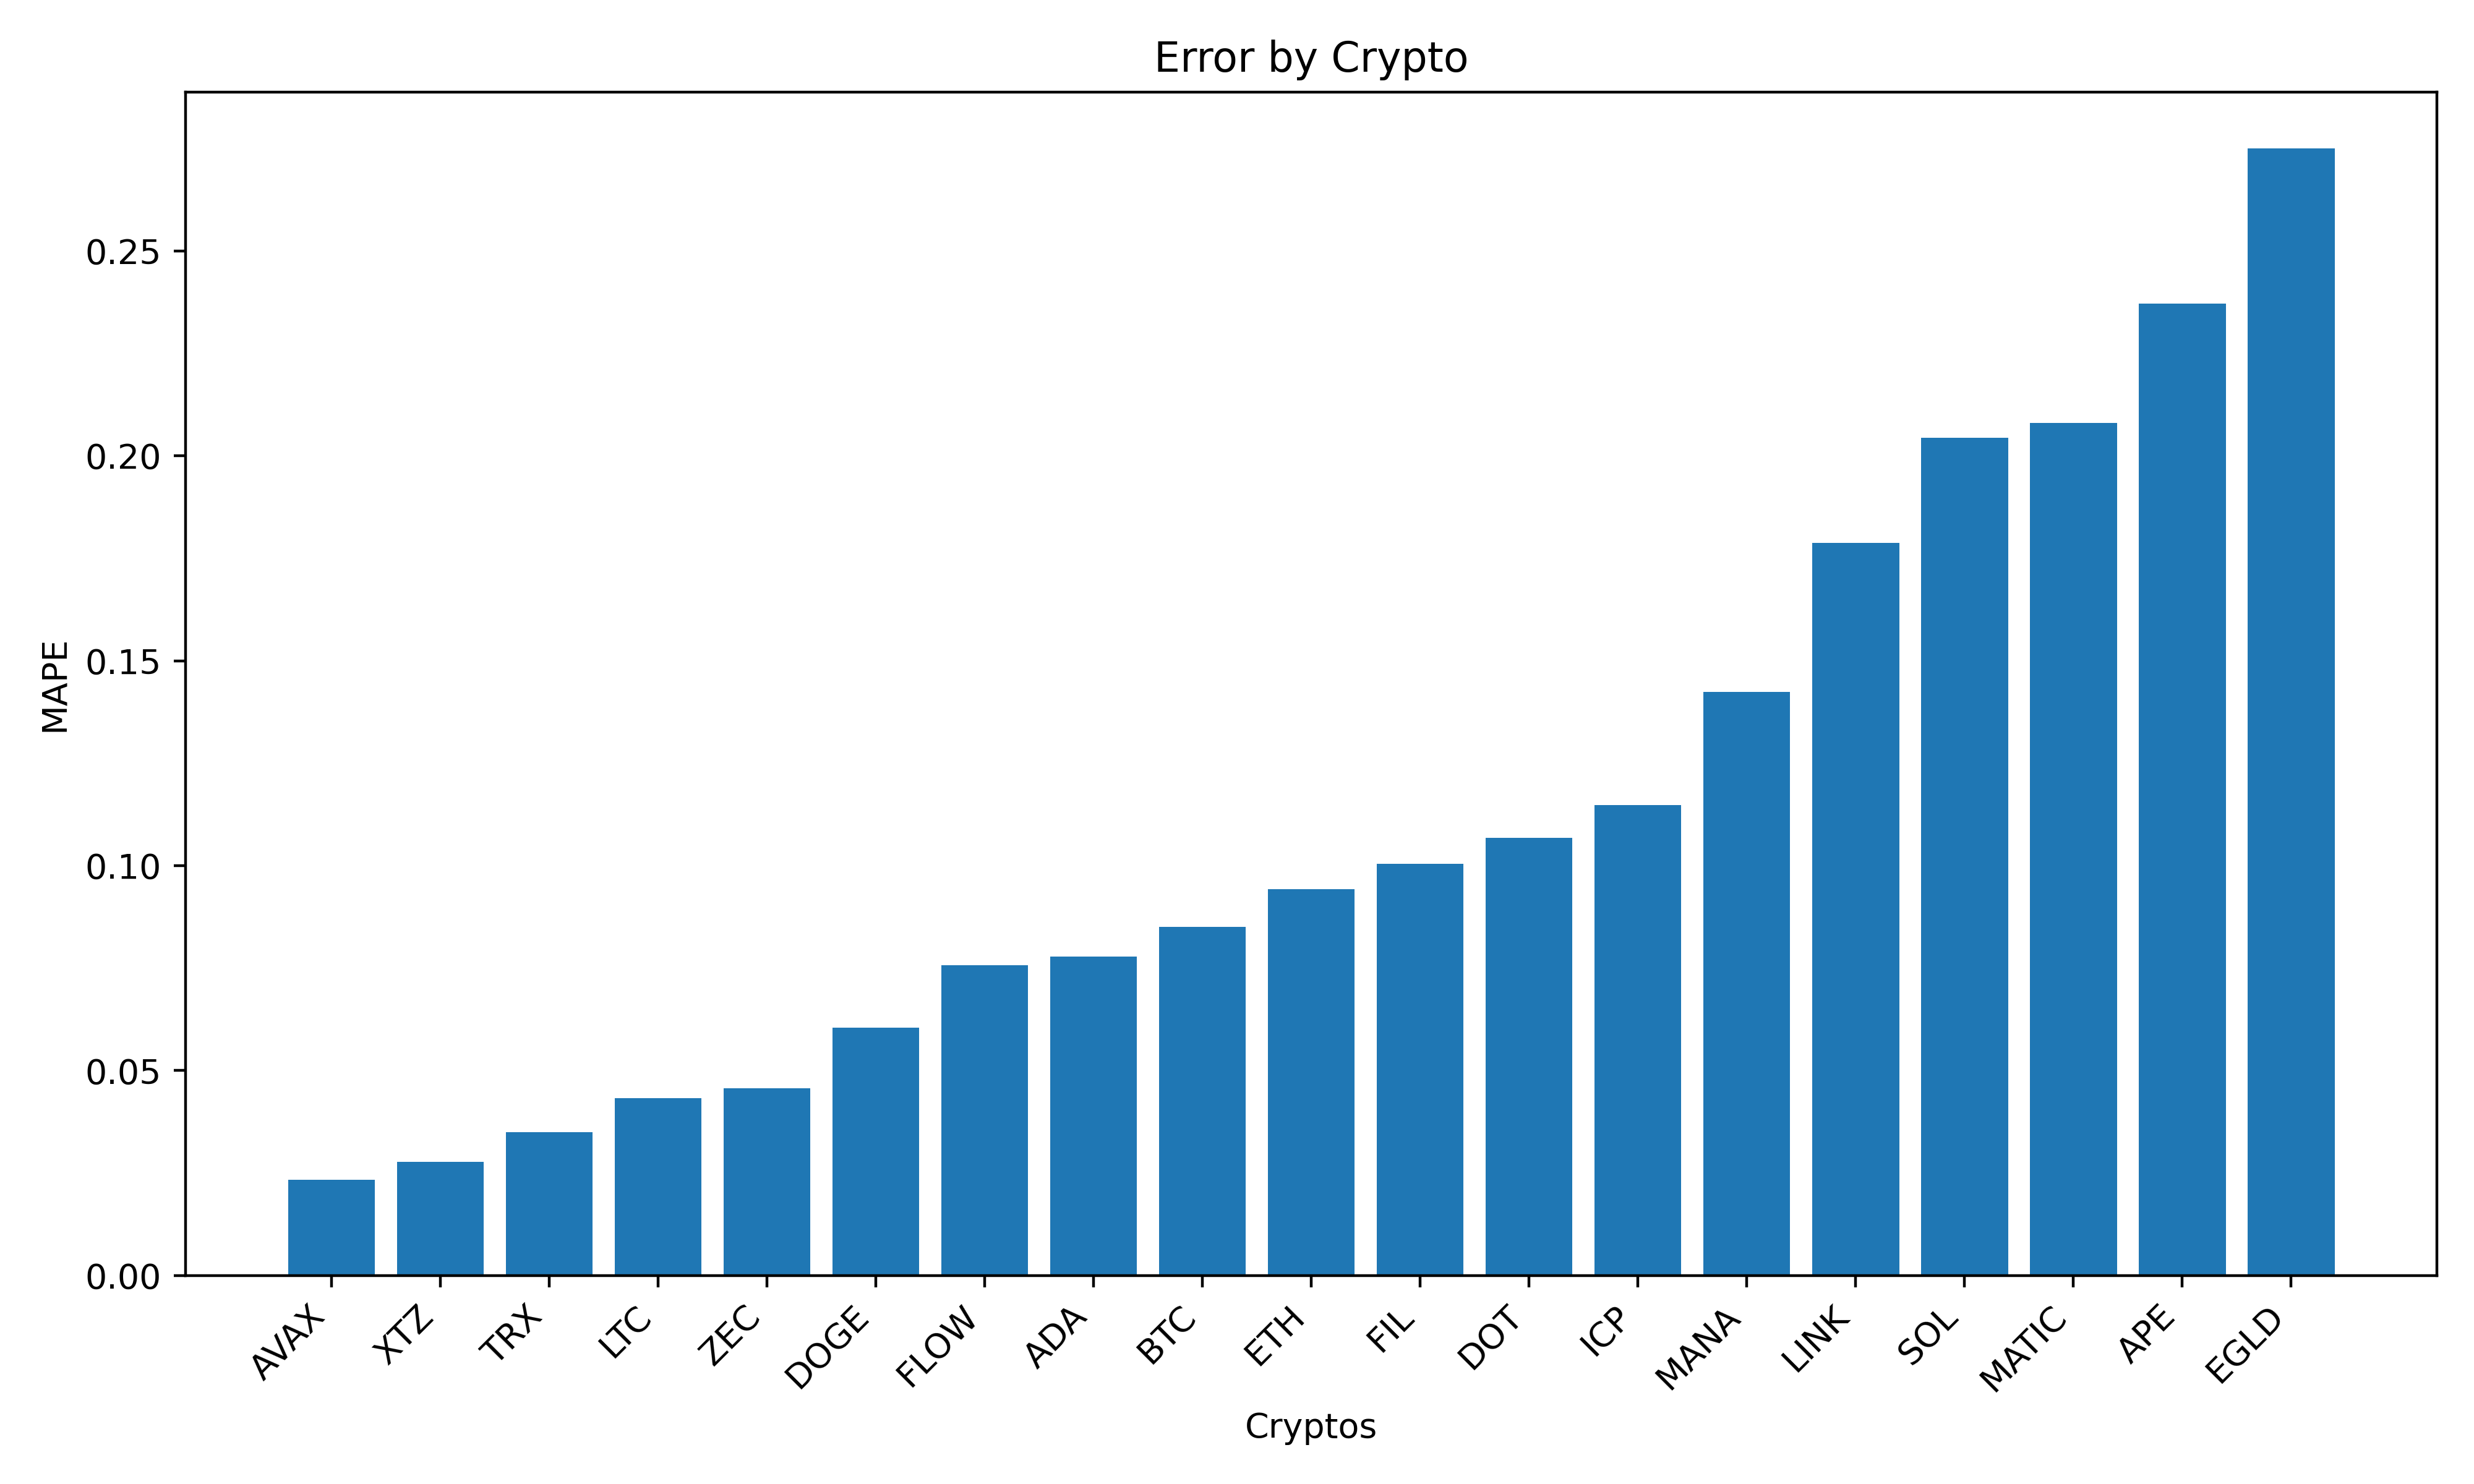 Error by Crypto
MAPE
0.25
0.20
0.15
0.10
0.05
0.00
AVAX
XTZ
TRX
LTC
ZEC
DOGE
FLOW
ADA
BTC
ETH
FIL
DOT
ICP
MANA
LINK
SOL
MATIC
APE
EGLD
Cryptos